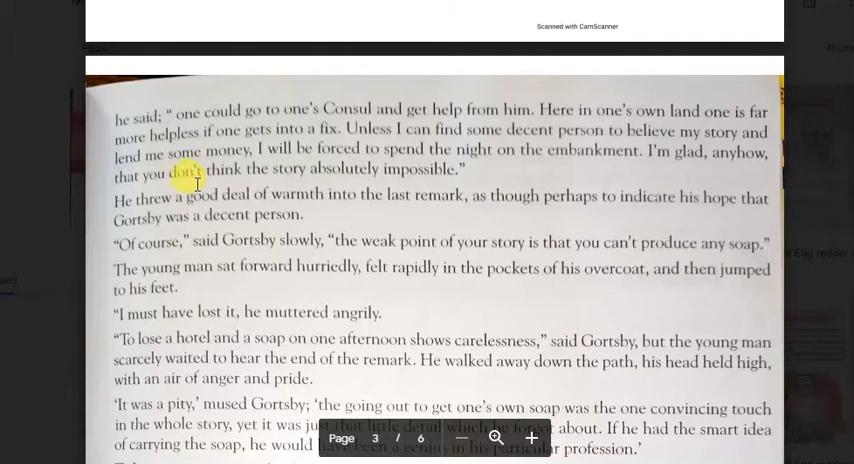 Scanned with CamScanner
he said; “ one could go to one's Consul and get help from him. Here in one's own land one is far
more helpless if one gets into a fix. Unless I can find some decent person to believe my story and
lend me some money, I will be forced to spend the night on the embankment. I'm glad, anyhow,
that you don't think the story absolutely impossible.”
He threw a good deal of warmth into the last remark, as though perhaps to indicate his hope that
Gortsby was a decent person.
“Of course,” said Gortsby slowly, “the weak point of your story is that you can't produce any soap.”
The young man sat forward hurriedly, felt rapidly in the pockets of his overcoat, and then jumped
to his feet.
“I must have lost it, he muttered angrily.
“To lose a hotel and a soap on one afternoon shows carelessness,” said Gortsby, but the young man
scarcely waited to hear the end of the remark. He walked away down the path, his head held high,
with an air of anger and pride.
‘It was a pity,’ mused Gortsby; ‘the going out to get one's own soap was the one convincing touch
in the whole story, yet it was just that little detail which he forgot about. If he had the smart idea
of carrying the soap, he would have been a genius in his particular profession.’
Page 3 / 6